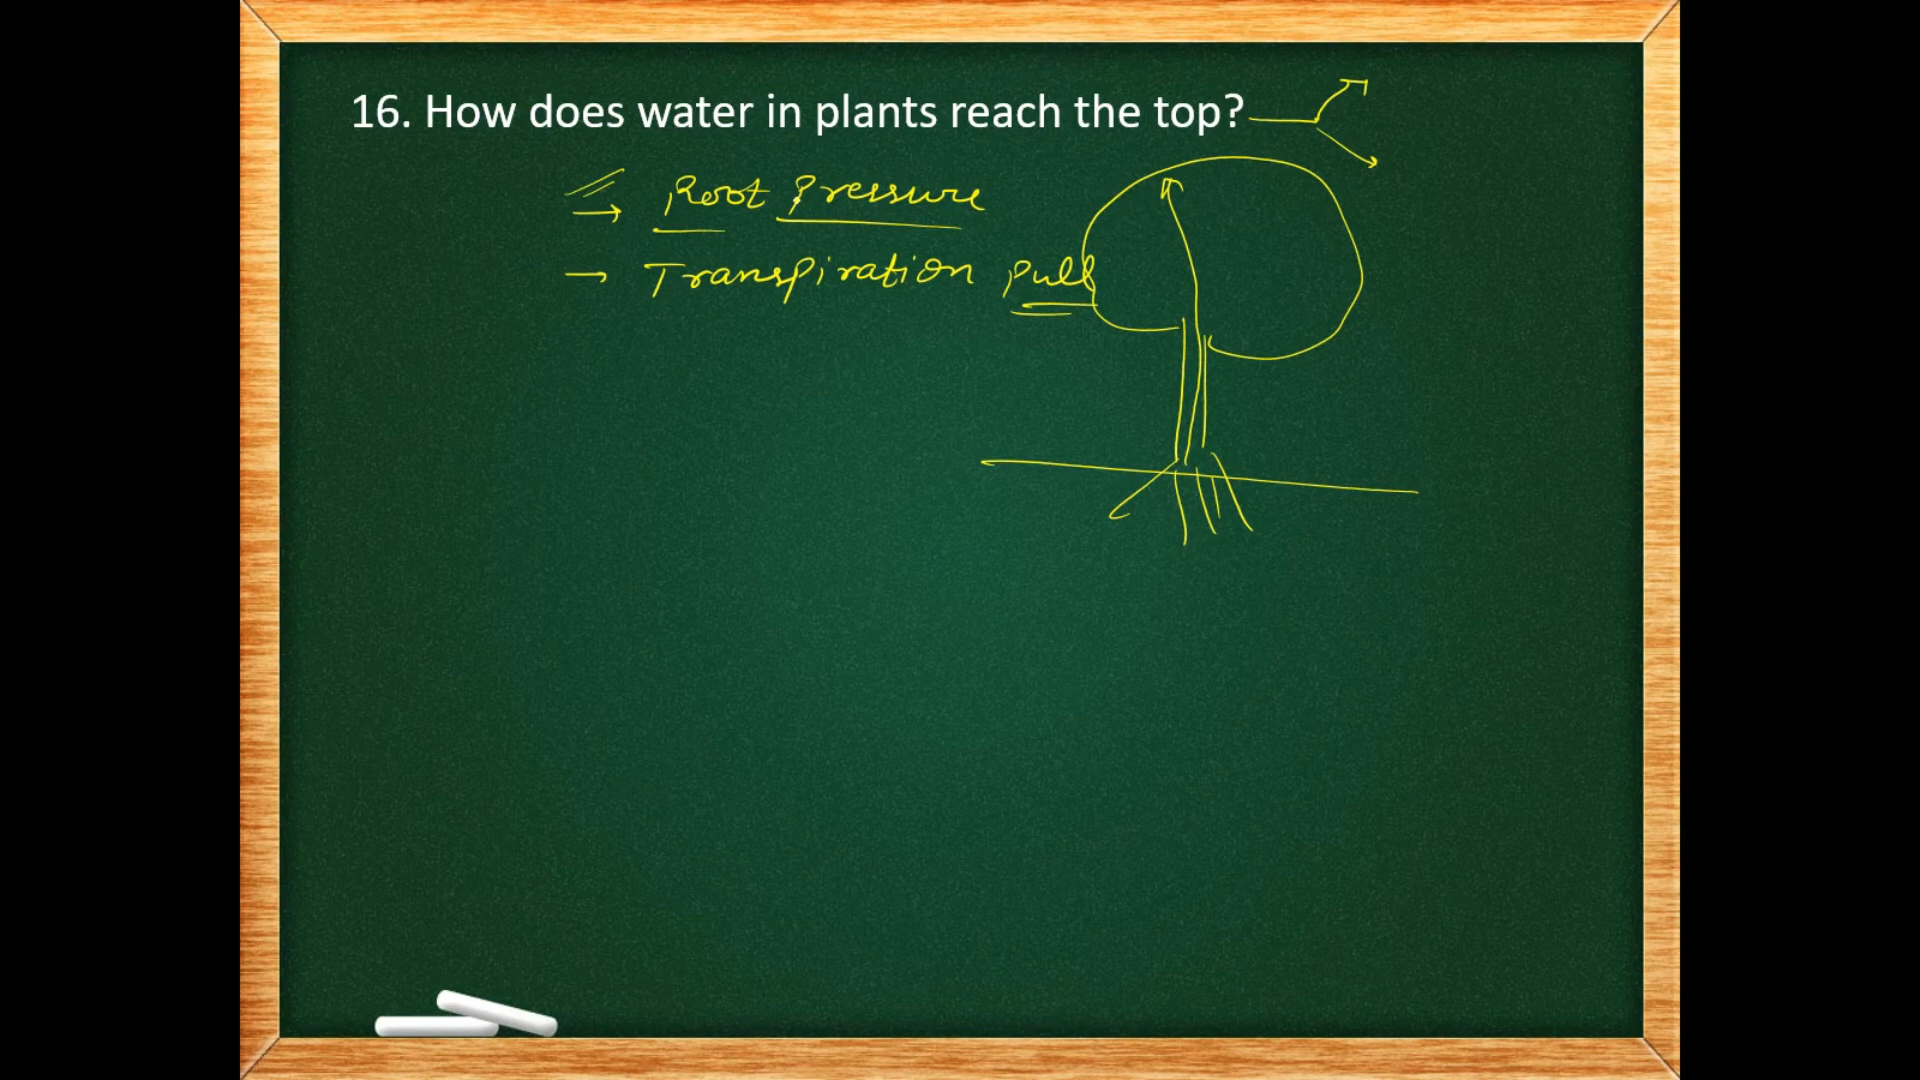 16. How does water in plants reach the top?
→ Root Pressure
→ Transpiration pull